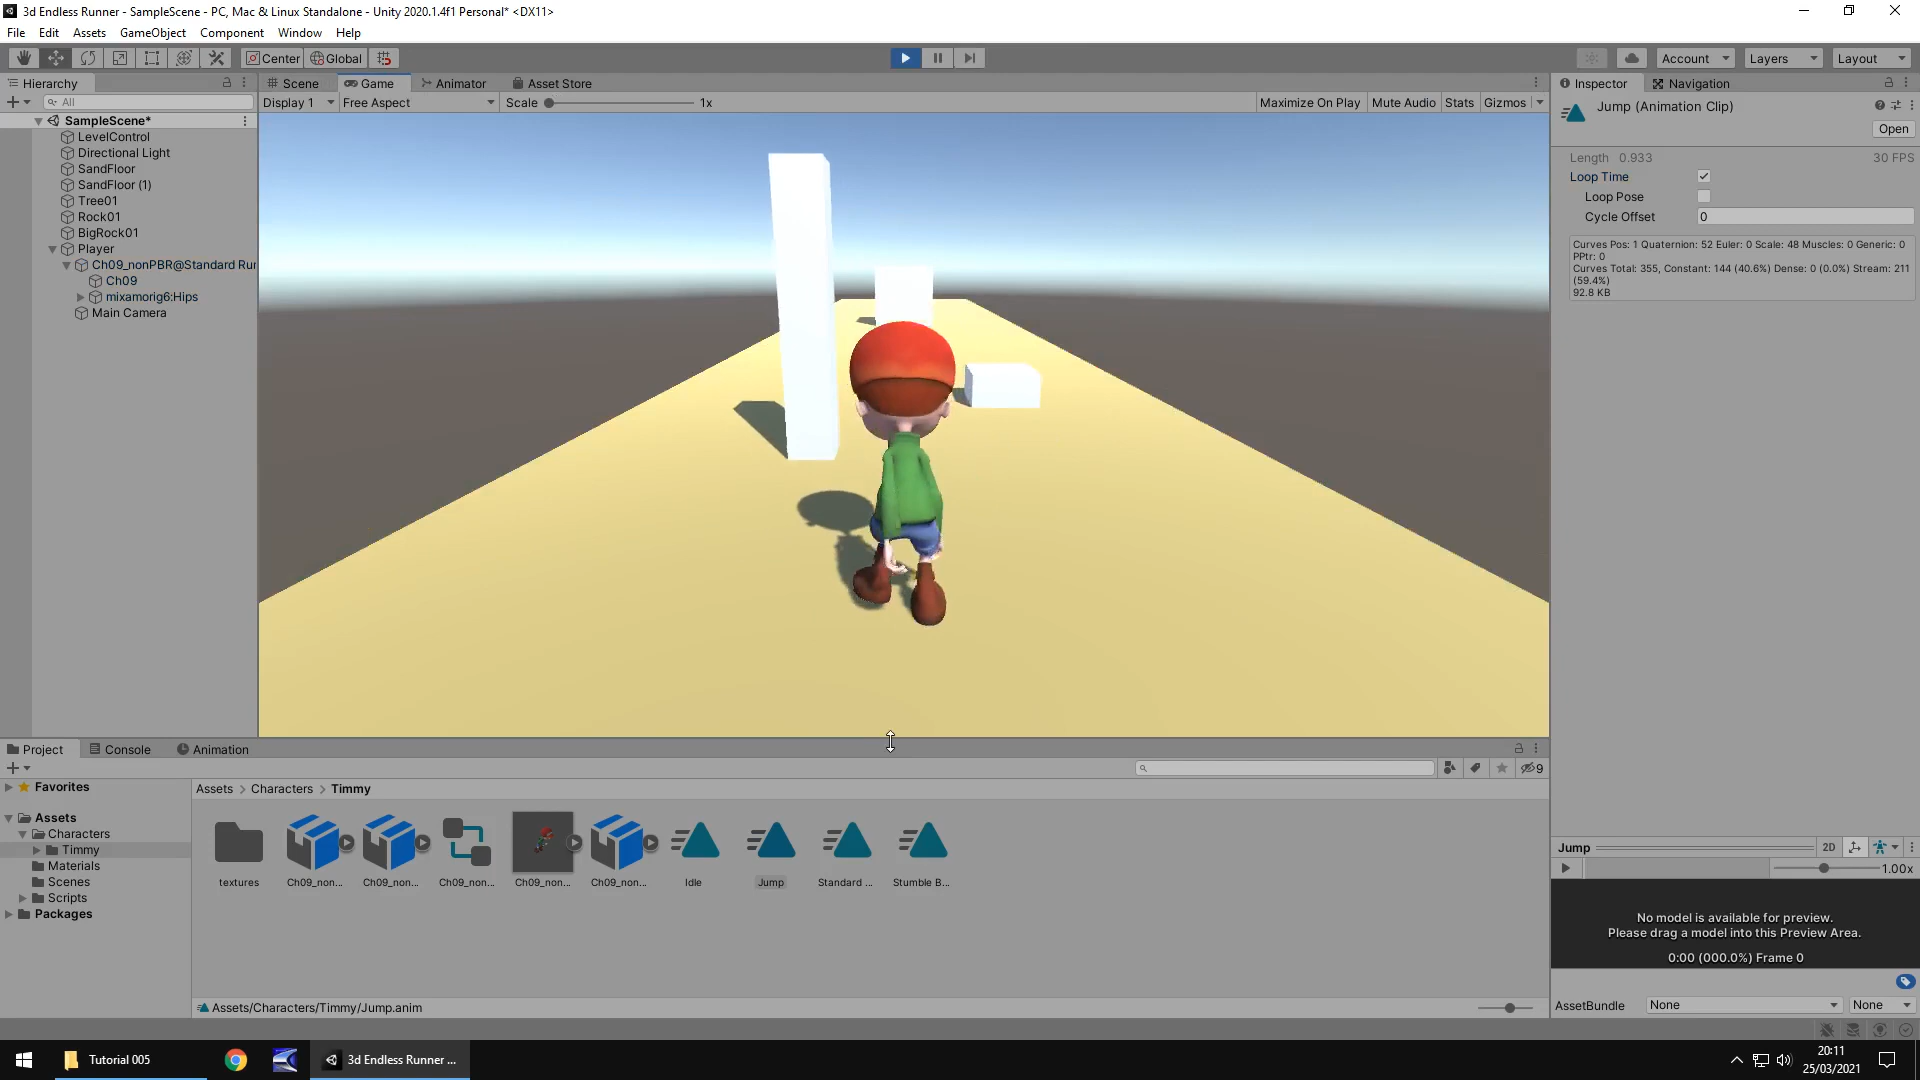 3d Endless Runner - SampleScene - PC, Mac & Linux Standalone - Unity 2020.1.4f1 Personal* <DX11>
File Edit Assets GameObject Component Window Help
Center Global Account Layers Layout
Hierarchy Scene Game Animator Asset Store Inspector Navigation
All Display 1 Free Aspect Scale 1x Maximize On Play Mute Audio Stats Gizmos
Jump (Animation Clip)
Open
SampleScene*
LevelControl
Directional Light
SandFloor
SandFloor (1)
Tree01
Rock01
BigRock01
Player
Ch09_nonPBR@Standard Rur
Ch09
mixamorig6:Hips
Main Camera
Length 0.933 30 FPS
Loop Time
Loop Pose
Cycle Offset 0
Curves Pos: 1 Quaternion: 52 Euler: 0 Scale: 48 Muscles: 0 Generic: 0
PPtr: 0
Curves Total: 355, Constant: 144 (40.6%) Dense: 0 (0.0%) Stream: 211
(59.4%)
92.8 KB
Project Console Animation
9
Favorites
Assets
Characters
Timmy
Materials
Scenes
Scripts
Packages
Assets > Characters > Timmy
textures Ch09_non... Ch09_non... Ch09_non... Ch09_non... Ch09_non... Idle Jump Standard ... Stumble B...
Assets/Characters/Timmy/Jump.anim
Jump 2D
1.00x
No model is available for preview.
Please drag a model into this Preview Area.
0:00 (000.0%) Frame 0
AssetBundle None None
Tutorial 005 3d Endless Runner ...
20:11
25/03/2021